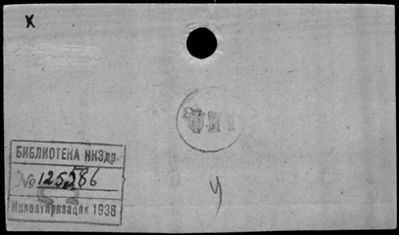 x
БИБЛИОТЕКА НКЗдр.
№ 125586
Инвентаризация 1938
у